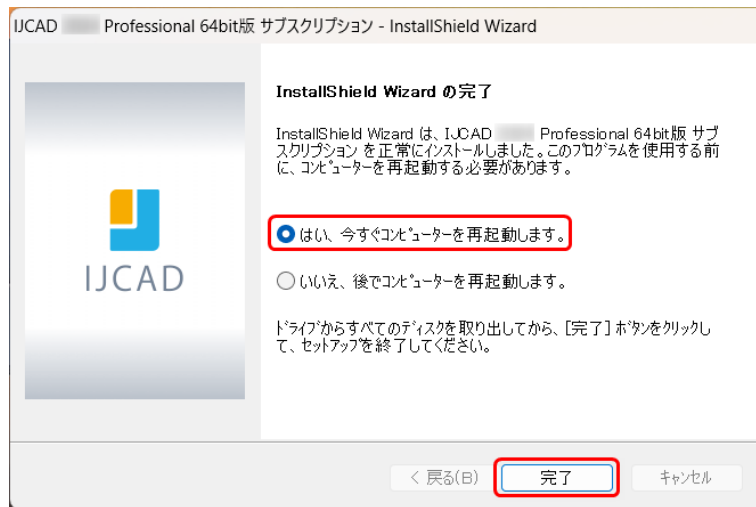 IJCAD Professional 64bit版 サブスクリプション - InstallShield Wizard
InstallShield Wizard の完了
InstallShield Wizard は、IJCAD Professional 64bit版 サブ
スクリプション を正常にインストールしました。このプログラムを使用する前
に、コンピューターを再起動する必要があります。
はい、今すぐコンピューターを再起動します。
IJCAD
いいえ、後でコンピューターを再起動します。
ドライブからすべてのディスクを取り出してから、[完了] ボタンをクリックし
て、セットアップを終了してください。
< 戻る(B)
完了
キャンセル